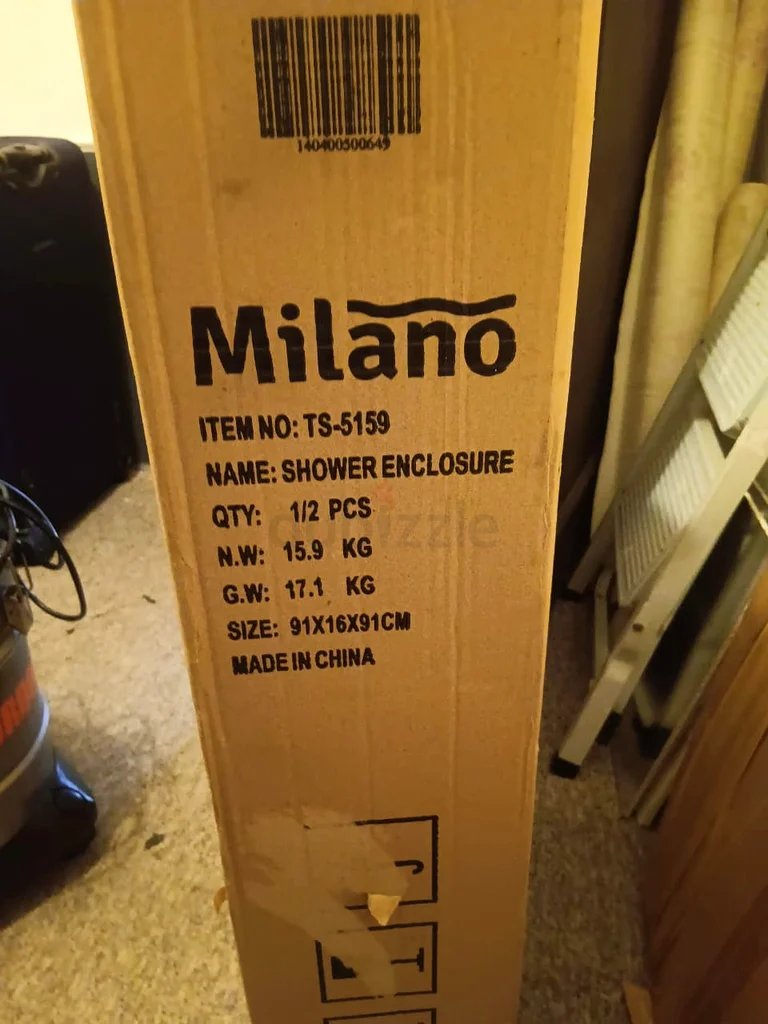 140400500649
Milano
ITEM NO: TS-5159
NAME: SHOWER ENCLOSURE
QTY: 1/2 PCS
dubizzle
N.W: 15.9 KG
G.W: 17.1 KG
SIZE: 91X16X91CM
MADE IN CHINA